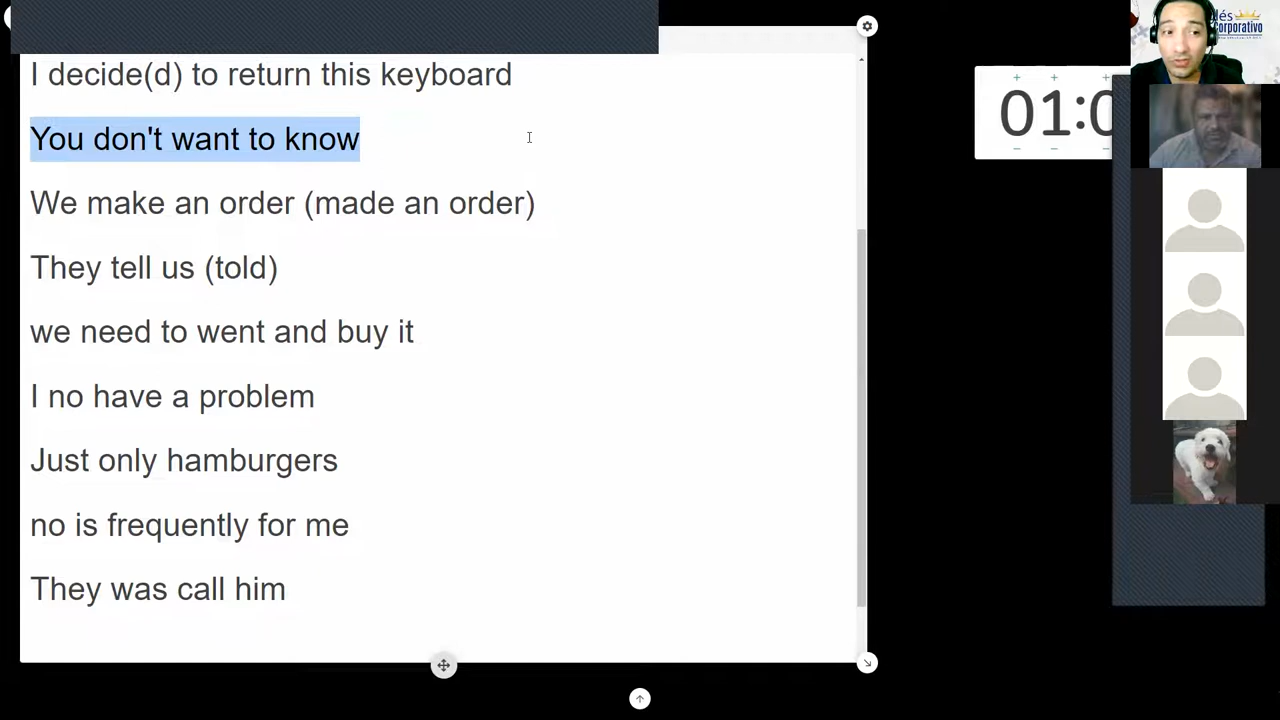 I decide(d) to return this keyboard
You don't want to know
We make an order (made an order)
They tell us (told)
we need to went and buy it
I no have a problem
Just only hamburgers
no is frequently for me
They was call him
01:0
orporativo